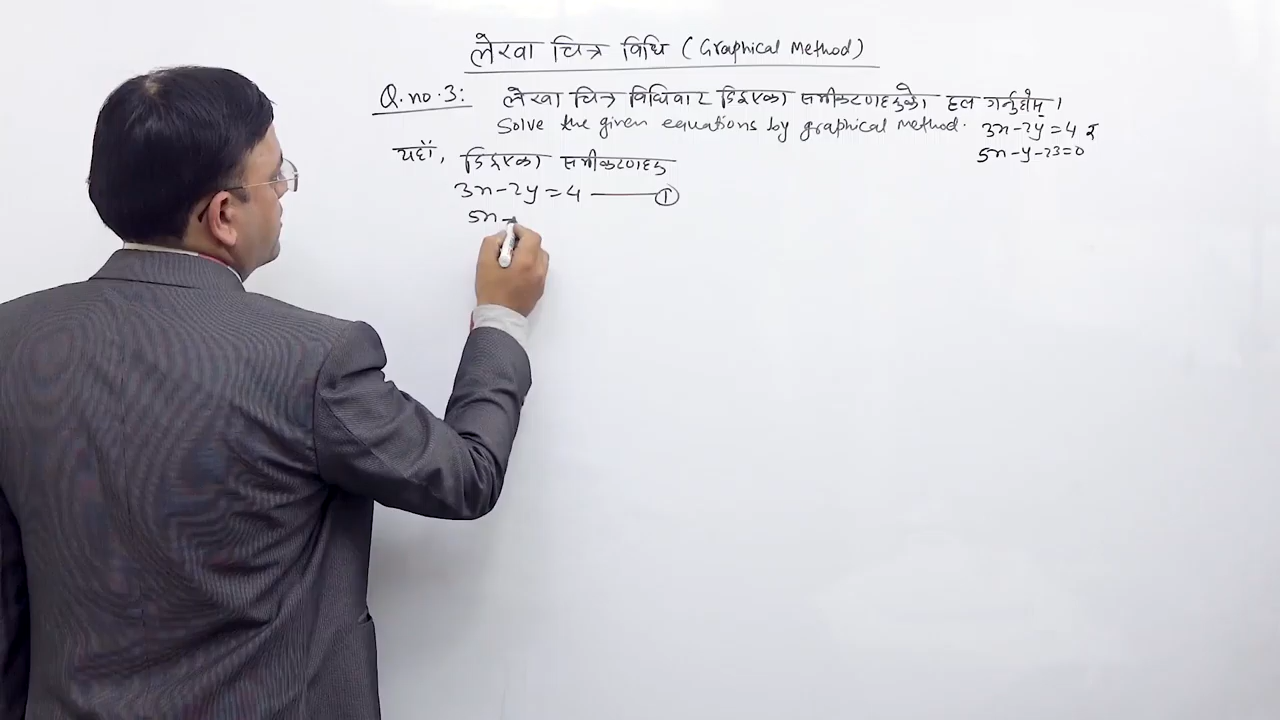 लेखा चित्र विधि (Graphical Method)
Q.no.3: लेखा चित्र विधिबाट दिइएका समीकरणहरुको हल गर्नुहोस् ।
Solve the given equations by graphical method. 3x-2y=4 र
5x-y-23=0
यहाँ, दिइएका समीकरणहरु
3x-2y=4 ——— ①
5x-